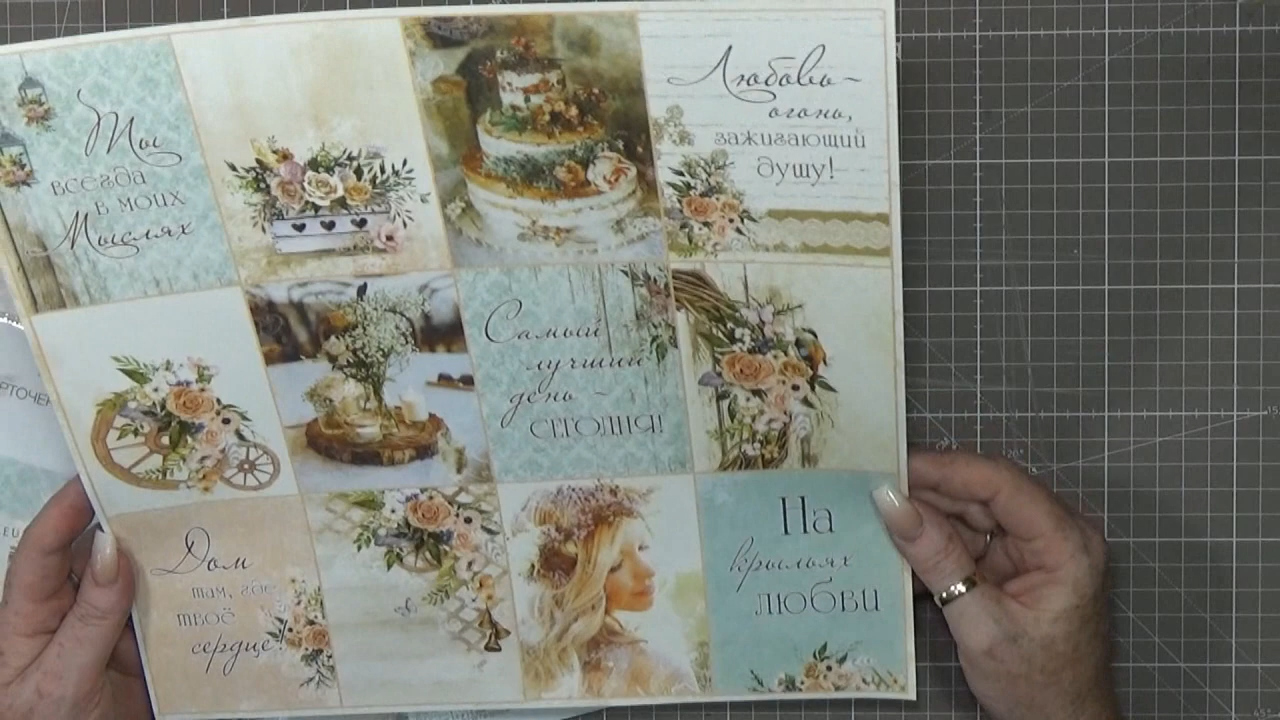 Ты
всегда
в моих
Мыслях
Любовь –
огонь,
зажигающий
душу!
Самый
лучший
день –
СЕГОДНЯ!
Дом
там, где
твоё
сердце!
На
крыльях
любви